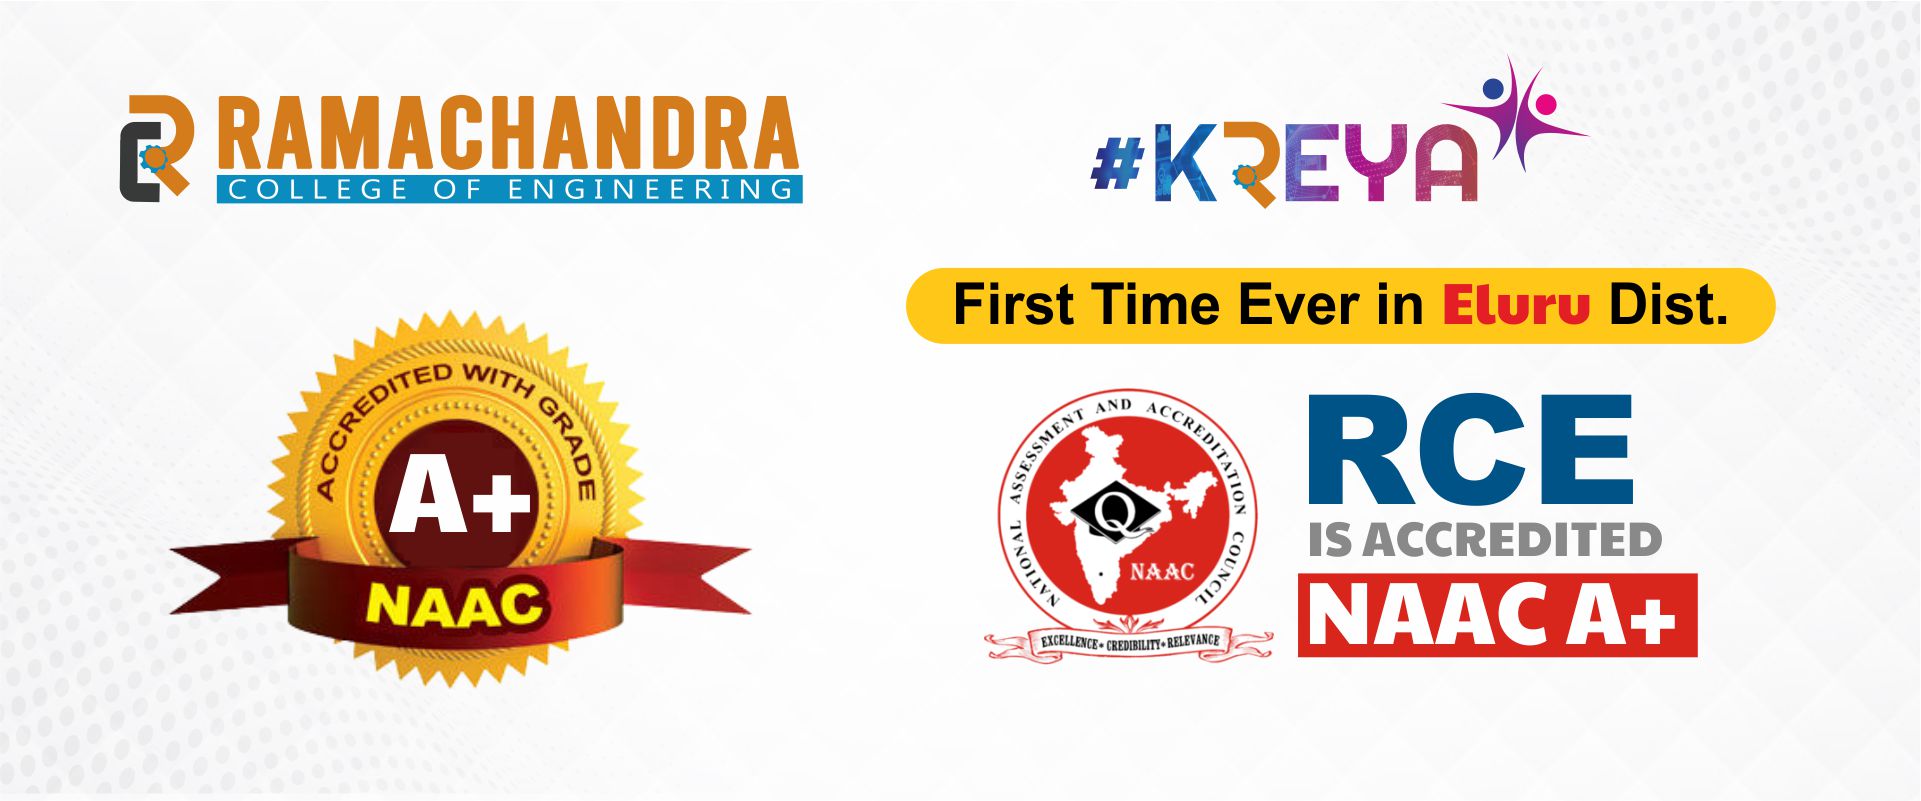 RAMACHANDRA
COLLEGE OF ENGINEERING
#KREYA
First Time Ever in Eluru Dist.
ACCREDITED WITH GRADE
A+
NAAC
NATIONAL ASSESSMENT AND ACCREDITATION COUNCIL
Q
NAAC
EXCELLENCE * CREDIBILITY * RELEVANCE
RCE
IS ACCREDITED
NAAC A+